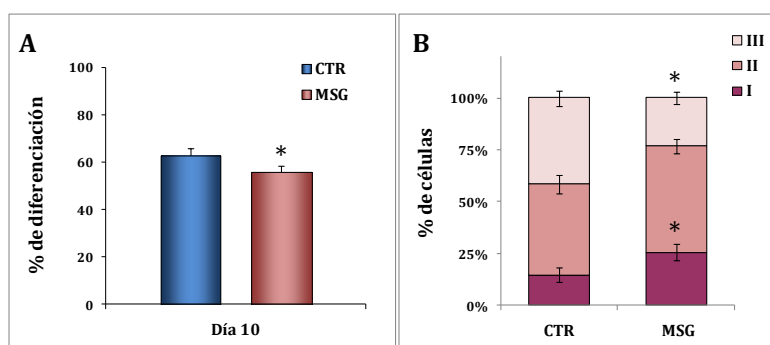 A
CTR
MSG
% de diferenciación
100
80
60
40
20
0
*
Día 10
B
III
II
I
% de células
100%
75%
50%
25%
0%
*
*
CTR
MSG